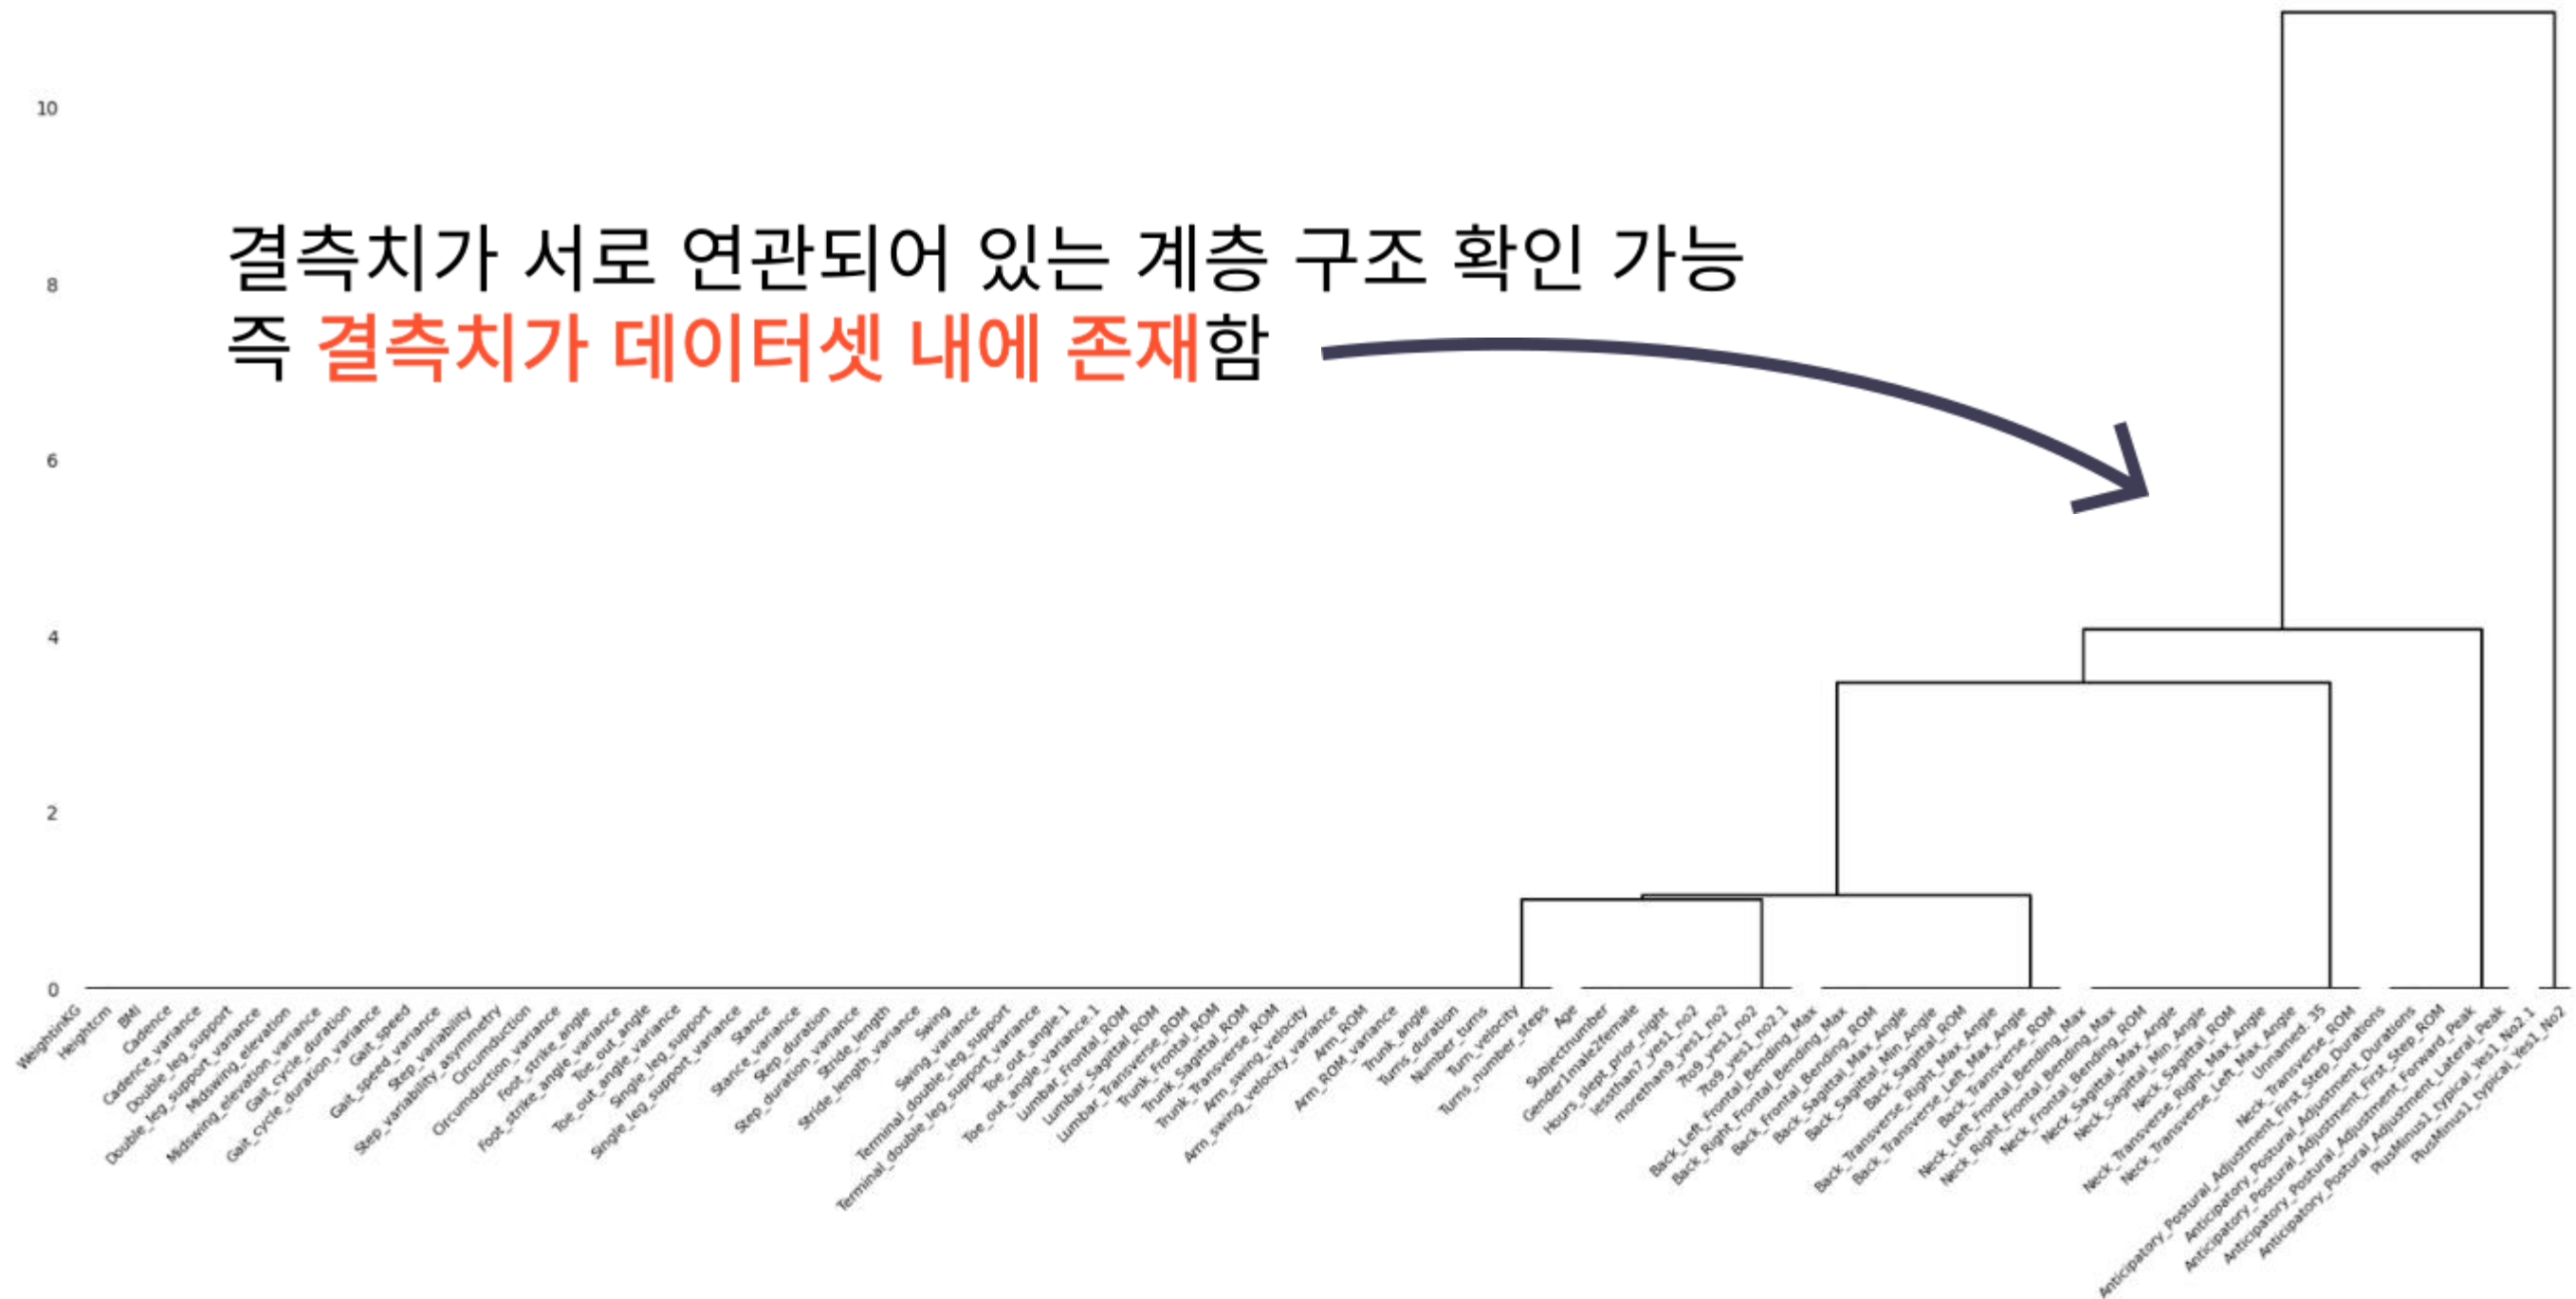 10
8
6
4
2
0
결측치가 서로 연관되어 있는 계층 구조 확인 가능
즉 결측치가 데이터셋 내에 존재함
WeightinKG
Heightcm
BMI
Cadence
Cadence_variance
Double_leg_support
Double_leg_support_variance
Midswing_elevation
Midswing_elevation_variance
Gait_cycle_duration
Gait_cycle_duration_variance
Gait_speed
Gait_speed_variance
Step_variability
Step_variability_asymmetry
Circumduction
Circumduction_variance
Foot_strike_angle
Foot_strike_angle_variance
Toe_out_angle
Toe_out_angle_variance
Single_leg_support
Single_leg_support_variance
Stance
Stance_variance
Step_duration
Step_duration_variance
Stride_length
Stride_length_variance
Swing
Swing_variance
Terminal_double_leg_support
Terminal_double_leg_support_variance
Toe_out_angle.1
Toe_out_angle_variance.1
Lumbar_Frontal_ROM
Lumbar_Sagittal_ROM
Lumbar_Transverse_ROM
Trunk_Frontal_ROM
Trunk_Sagittal_ROM
Trunk_Transverse_ROM
Arm_swing_velocity
Arm_swing_velocity_variance
Arm_ROM
Arm_ROM_variance
Trunk_angle
Turns_duration
Number_turns
Turn_velocity
Turns_number_steps
Age
Subjectnumber
Gender1male2female
Hours_slept_prior_night
lessthan7_yes1_no2
morethan9_yes1_no2
7to9_yes1_no2
7to9_yes1_no2.1
Back_Left_Frontal_Bending_Max
Back_Right_Frontal_Bending_Max
Back_Frontal_Bending_ROM
Back_Sagittal_Max_Angle
Back_Sagittal_Min_Angle
Back_Sagittal_ROM
Back_Transverse_Right_Max_Angle
Back_Transverse_Left_Max_Angle
Back_Transverse_ROM
Neck_Left_Frontal_Bending_Max
Neck_Right_Frontal_Bending_Max
Neck_Frontal_Bending_ROM
Neck_Sagittal_Max_Angle
Neck_Sagittal_Min_Angle
Neck_Sagittal_ROM
Neck_Transverse_Right_Max_Angle
Neck_Transverse_Left_Max_Angle
Unnamed: 35
Neck_Transverse_ROM
Anticipatory_Postural_Adjustment_First_Step_Durations
Anticipatory_Postural_Adjustment_Durations
Anticipatory_Postural_Adjustment_First_Step_ROM
Anticipatory_Postural_Adjustment_Forward_Peak
Anticipatory_Postural_Adjustment_Lateral_Peak
PlusMinus1_typical_Yes1_No2.1
PlusMinus1_typical_Yes1_No2